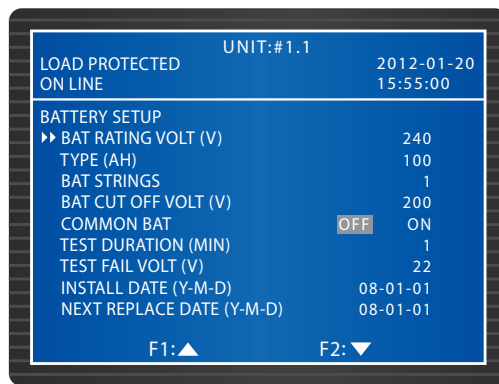 UNIT:#1.1
LOAD PROTECTED 2012-01-20
ON LINE 15:55:00
BATTERY SETUP
BAT RATING VOLT (V) 240
TYPE (AH) 100
BAT STRINGS 1
BAT CUT OFF VOLT (V) 200
COMMON BAT OFF ON
TEST DURATION (MIN) 1
TEST FAIL VOLT (V) 22
INSTALL DATE (Y-M-D) 08-01-01
NEXT REPLACE DATE (Y-M-D) 08-01-01
F1:▲ F2:▼